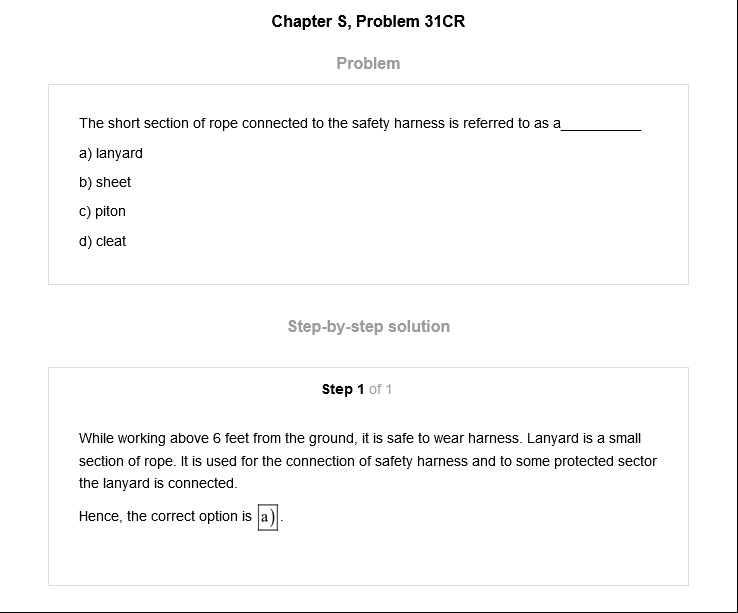 Chapter S, Problem 31CR
Problem
The short section of rope connected to the safety harness is referred to as a__________
a) lanyard
b) sheet
c) piton
d) cleat
Step-by-step solution
Step 1 of 1
While working above 6 feet from the ground, it is safe to wear harness. Lanyard is a small
section of rope. It is used for the connection of safety harness and to some protected sector
the lanyard is connected.
Hence, the correct option is a).